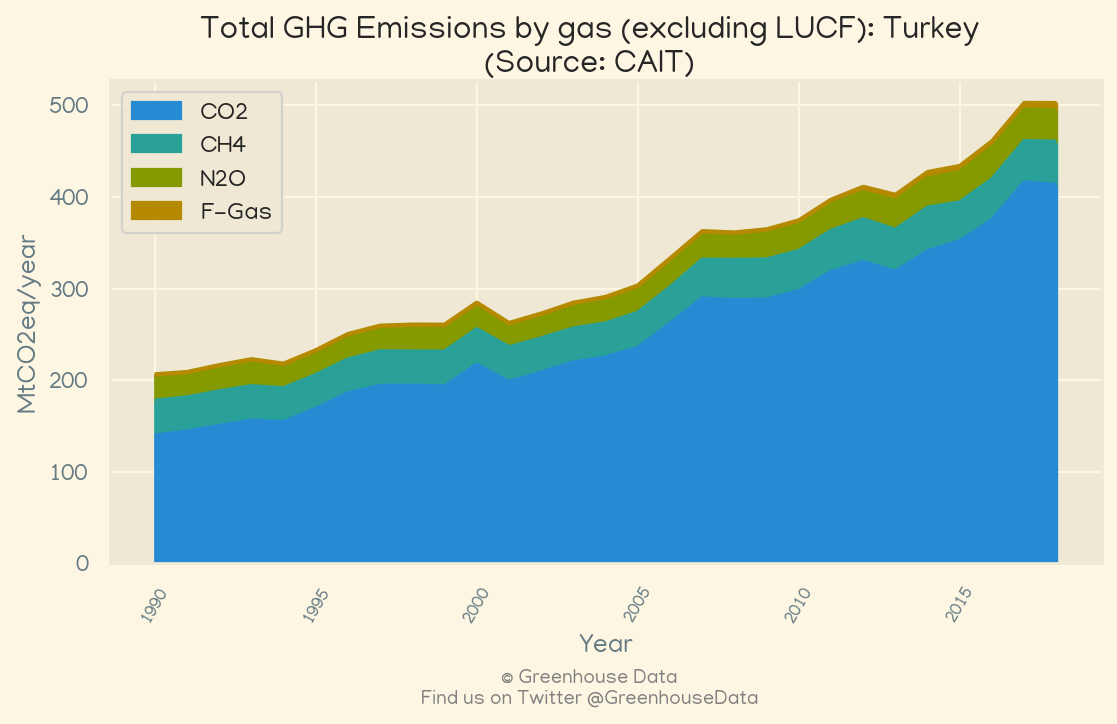 Total GHG Emissions by gas (excluding LUCF): Turkey
(Source: CAIT)
CO2
CH4
N2O
F-Gas
MtCO2eq/year
500
400
300
200
100
0
1990
1995
2000
2005
2010
2015
Year
© Greenhouse Data
Find us on Twitter @GreenhouseData